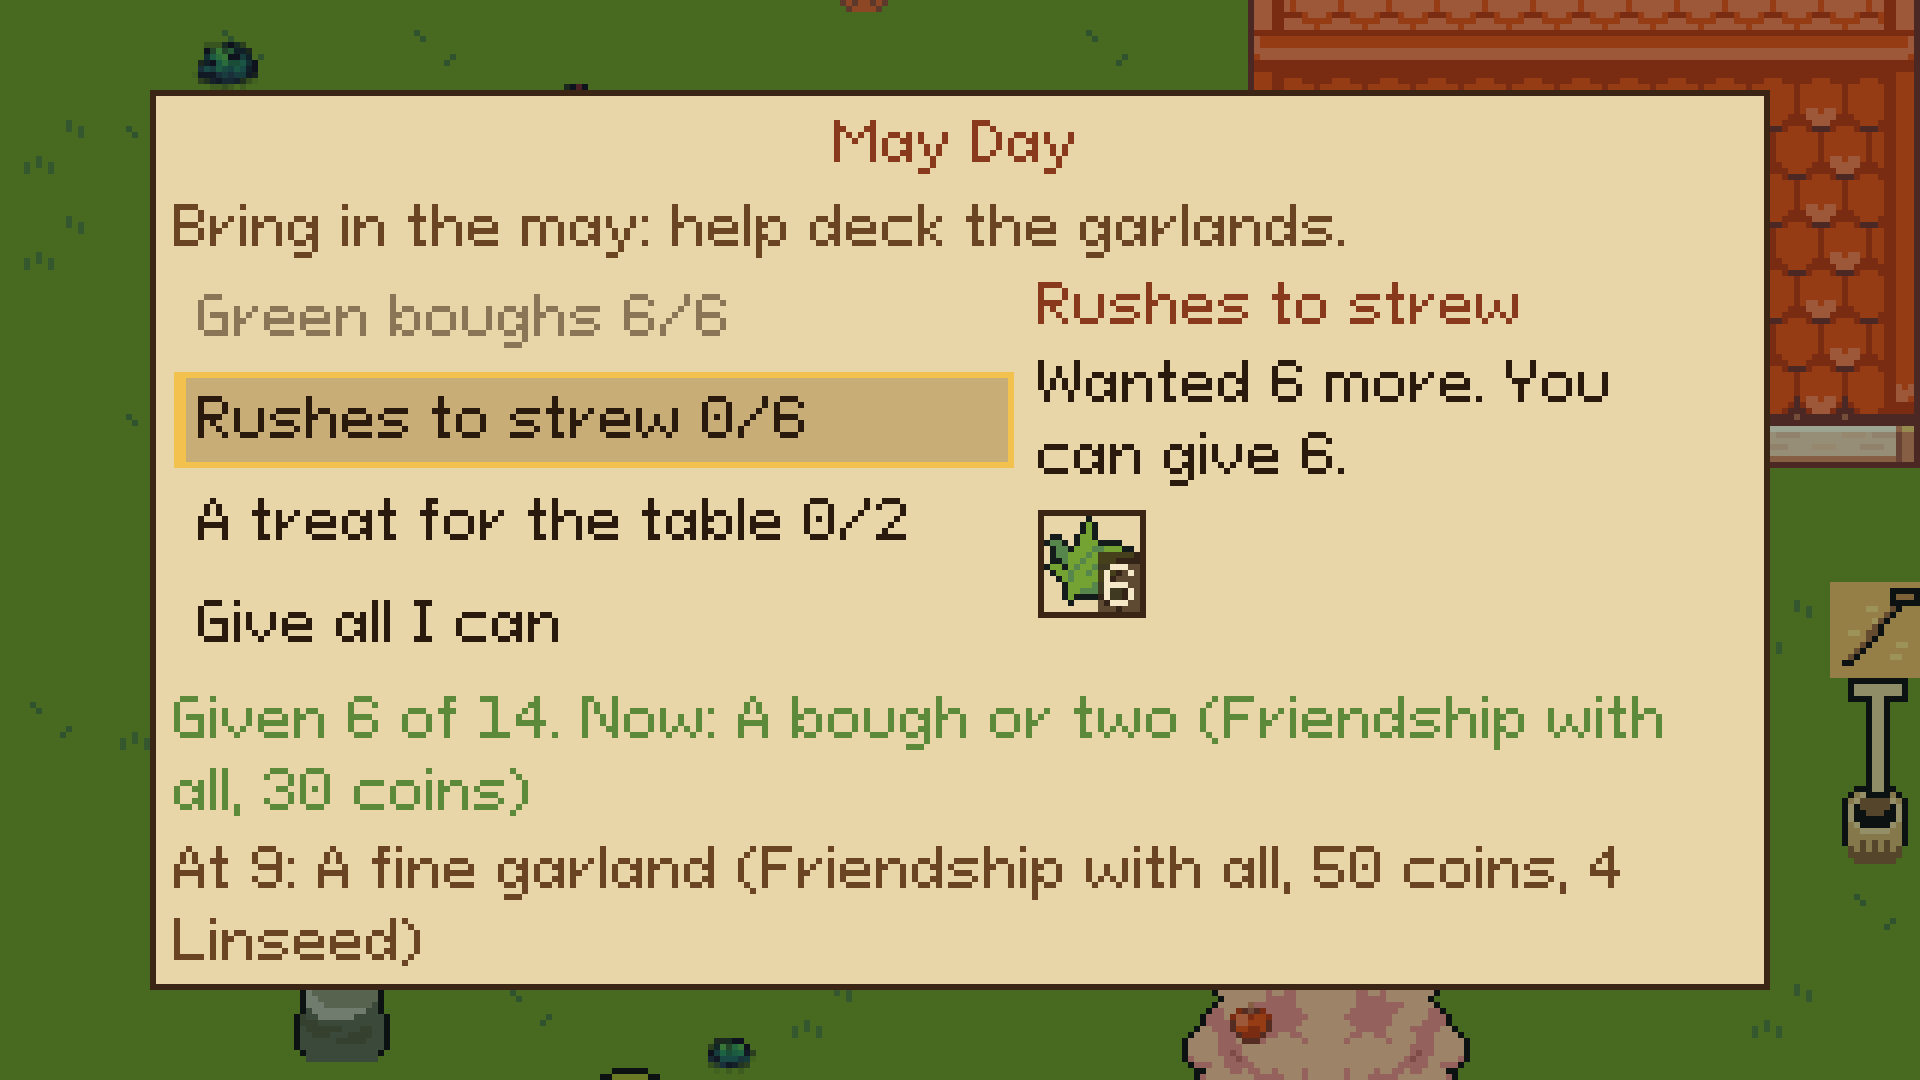 May Day
Bring in the may: help deck the garlands.
Green boughs 6/6
Rushes to strew 0/6
A treat for the table 0/2
Give all I can
Rushes to strew
Wanted 6 more. You
can give 6.
6
Given 6 of 14. Now: A bough or two (Friendship with
all, 30 coins)
At 9: A fine garland (Friendship with all, 50 coins, 4
Linseed)